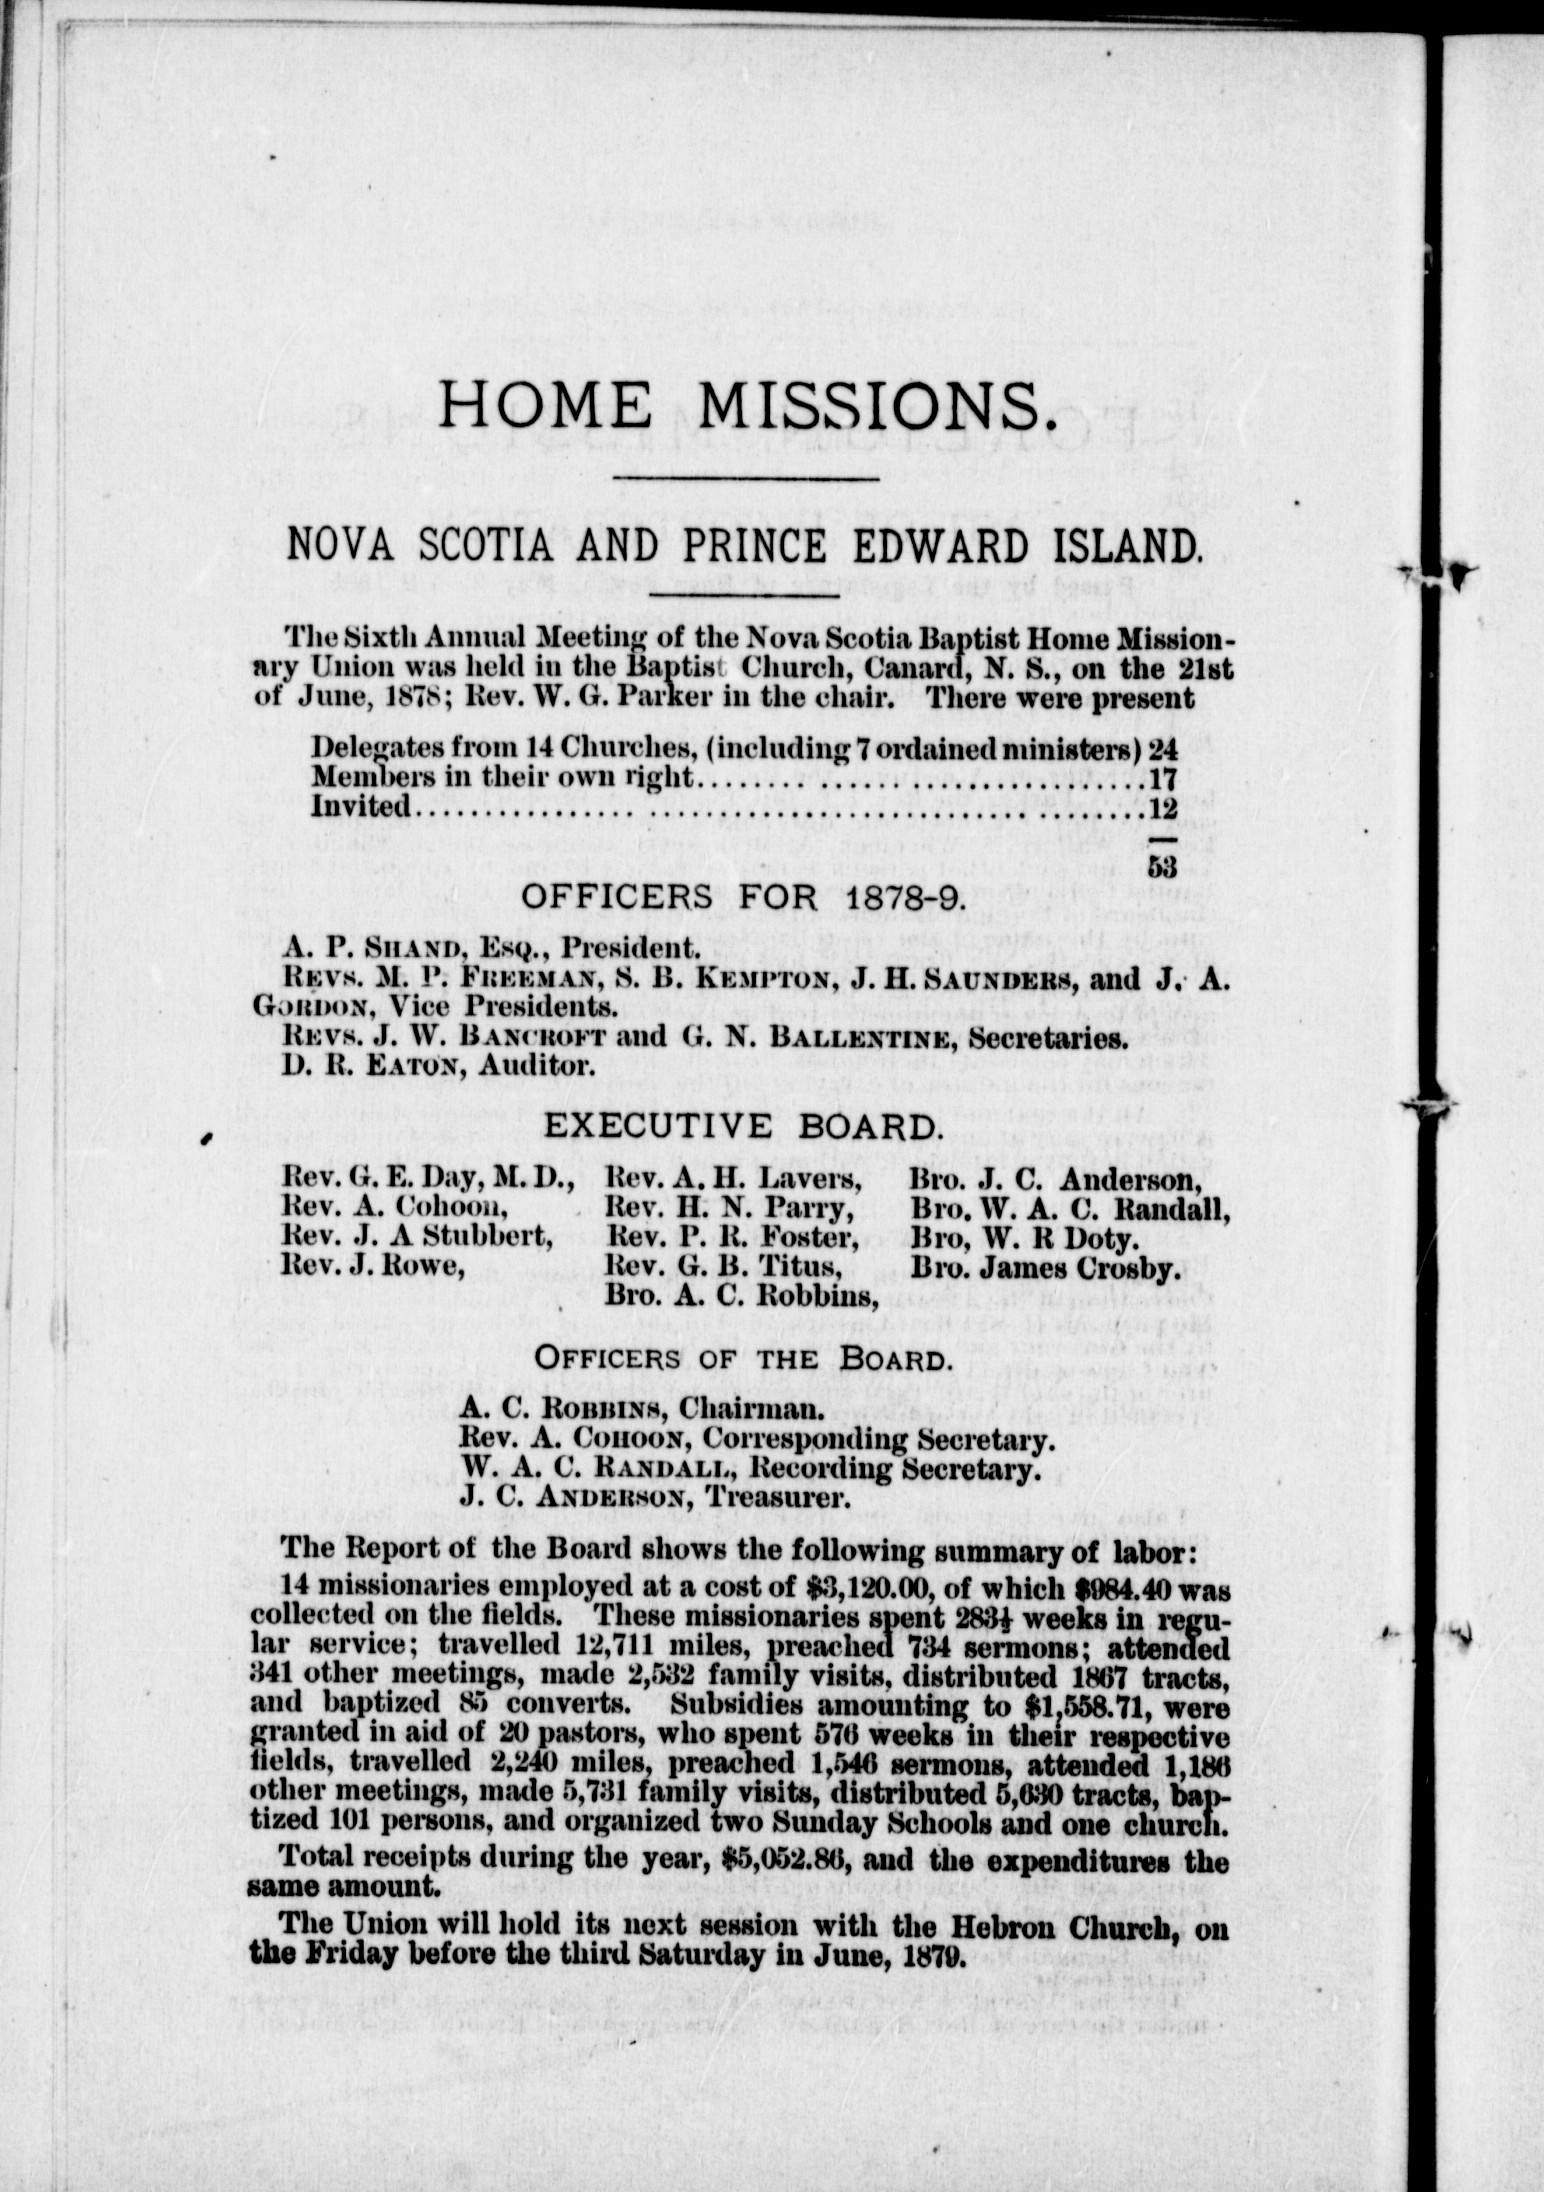 HOME MISSIONS.
NOVA SCOTIA AND PRINCE EDWARD ISLAND.
The Sixth Annual Meeting of the Nova Scotia Baptist Home Mission-
ary Union was held in the Baptist Church, Canard, N. S., on the 21st
of June, 1878; Rev. W. G. Parker in the chair. There were present
Delegates from 14 Churches, (including 7 ordained ministers) 24
Members in their own right........ ................................17
Invited................ ........................... ........12
53
OFFICERS FOR 1878-9.
A. P. SHAND, ESQ., President.
REVS. M. P. FREEMAN, S. B. KEMPTON, J. H. SAUNDERS, and J. A.
GORDON, Vice Presidents.
REVS. J. W. BANCROFT and G. N. BALLENTINE, Secretaries.
D. R. EATON, Auditor.
EXECUTIVE BOARD.
Rev. G. E. Day, M. D., Rev. A. H. Lavers, Bro. J. C. Anderson,
Rev. A. Cohoon, Rev. H. N. Parry, Bro. W. A. C. Randall,
Rev. J. A Stubbert, Rev. P. R. Foster, Bro, W. R Doty.
Rev. J. Rowe, Rev. G. B. Titus, Bro. James Crosby.
Bro. A. C. Robbins,
OFFICERS OF THE BOARD.
A. C. ROBBINS, Chairman.
Rev. A. COHOON, Corresponding Secretary.
W. A. C. RANDALL, Recording Secretary.
J. C. ANDERSON, Treasurer.
The Report of the Board shows the following summary of labor:
14 missionaries employed at a cost of $3,120.00, of which $984.40 was
collected on the fields. These missionaries spent 283½ weeks in regu-
lar service; travelled 12,711 miles, preached 734 sermons; attended
341 other meetings, made 2,532 family visits, distributed 1867 tracts,
and baptized 85 converts. Subsidies amounting to $1,558.71, were
granted in aid of 20 pastors, who spent 576 weeks in their respective
fields, travelled 2,240 miles, preached 1,546 sermons, attended 1,186
other meetings, made 5,731 family visits, distributed 5,630 tracts, bap-
tized 101 persons, and organized two Sunday Schools and one church.
Total receipts during the year, $5,052.86, and the expenditures the
same amount.
The Union will hold its next session with the Hebron Church, on
the Friday before the third Saturday in June, 1879.